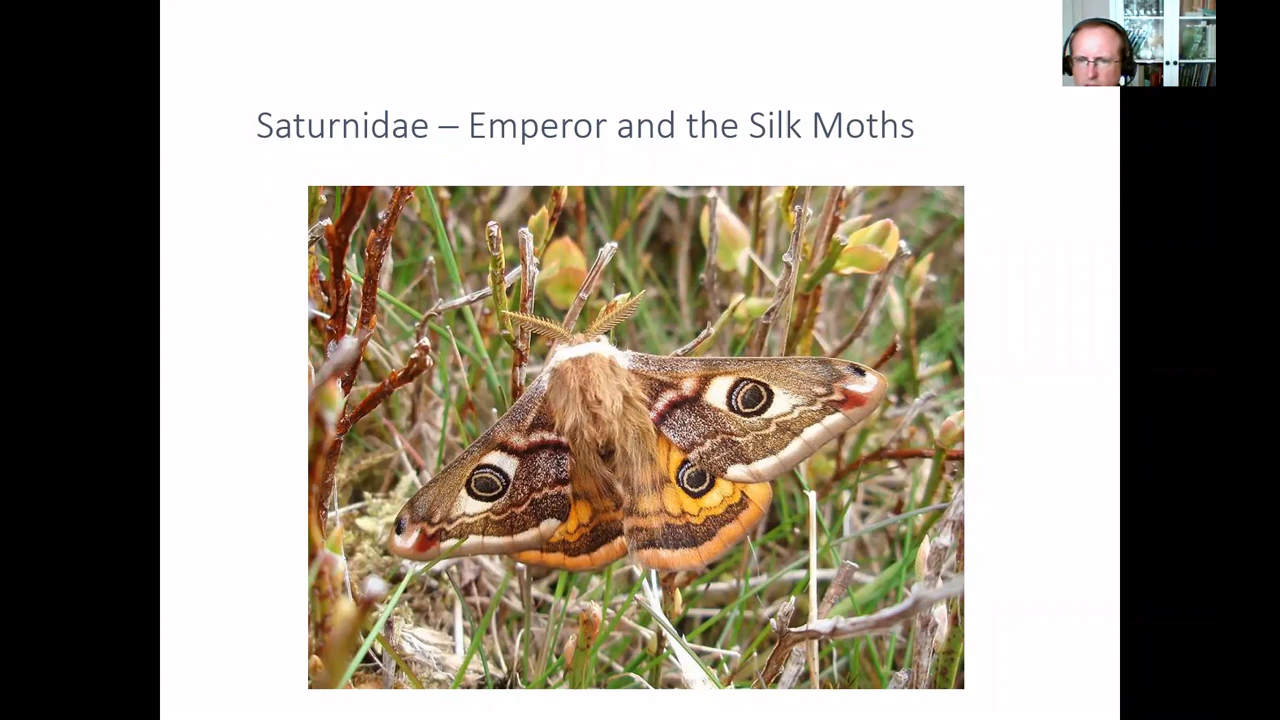 Saturnidae – Emperor and the Silk Moths